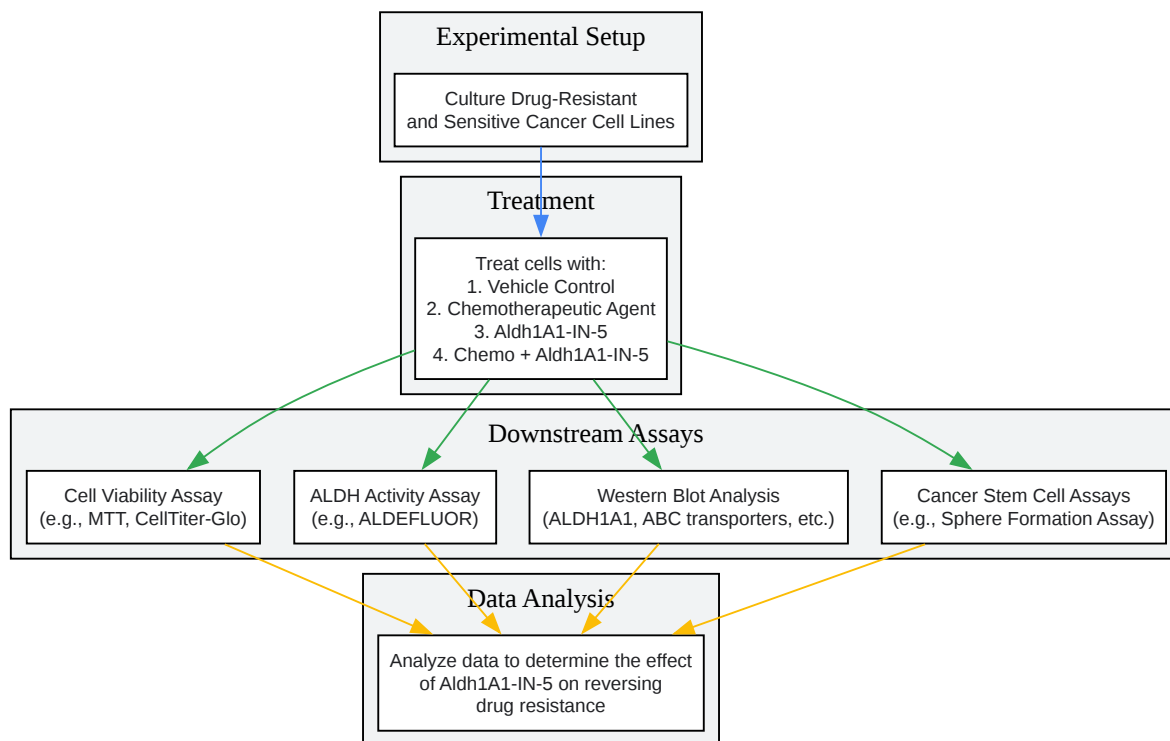 Experimental Setup
Culture Drug-Resistant
and Sensitive Cancer Cell Lines
Treatment
Treat cells with:
1. Vehicle Control
2. Chemotherapeutic Agent
3. Aldh1A1-IN-5
4. Chemo + Aldh1A1-IN-5
Downstream Assays
Cell Viability Assay
(e.g., MTT, CellTiter-Glo)
ALDH Activity Assay
(e.g., ALDEFLUOR)
Western Blot Analysis
(ALDH1A1, ABC transporters, etc.)
Cancer Stem Cell Assays
(e.g., Sphere Formation Assay)
Data Analysis
Analyze data to determine the effect
of Aldh1A1-IN-5 on reversing
drug resistance